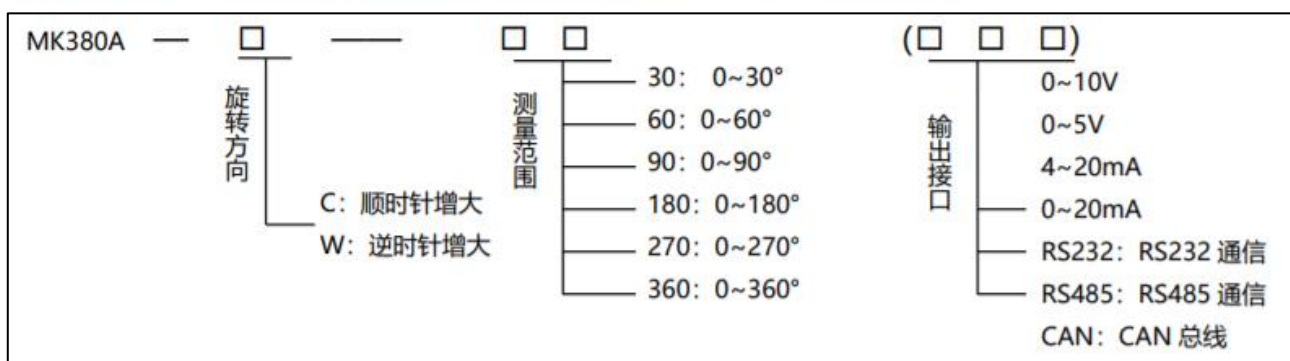 MK380A — □ —— □ □ (□ □ □)
旋转方向
C：顺时针增大
W：逆时针增大
测量范围
30： 0~30°
60：0~60°
90：0~90°
180：0~180°
270：0~270°
360：0~360°
输出接口
0~10V
0~5V
4~20mA
0~20mA
RS232：RS232 通信
RS485：RS485 通信
CAN：CAN 总线